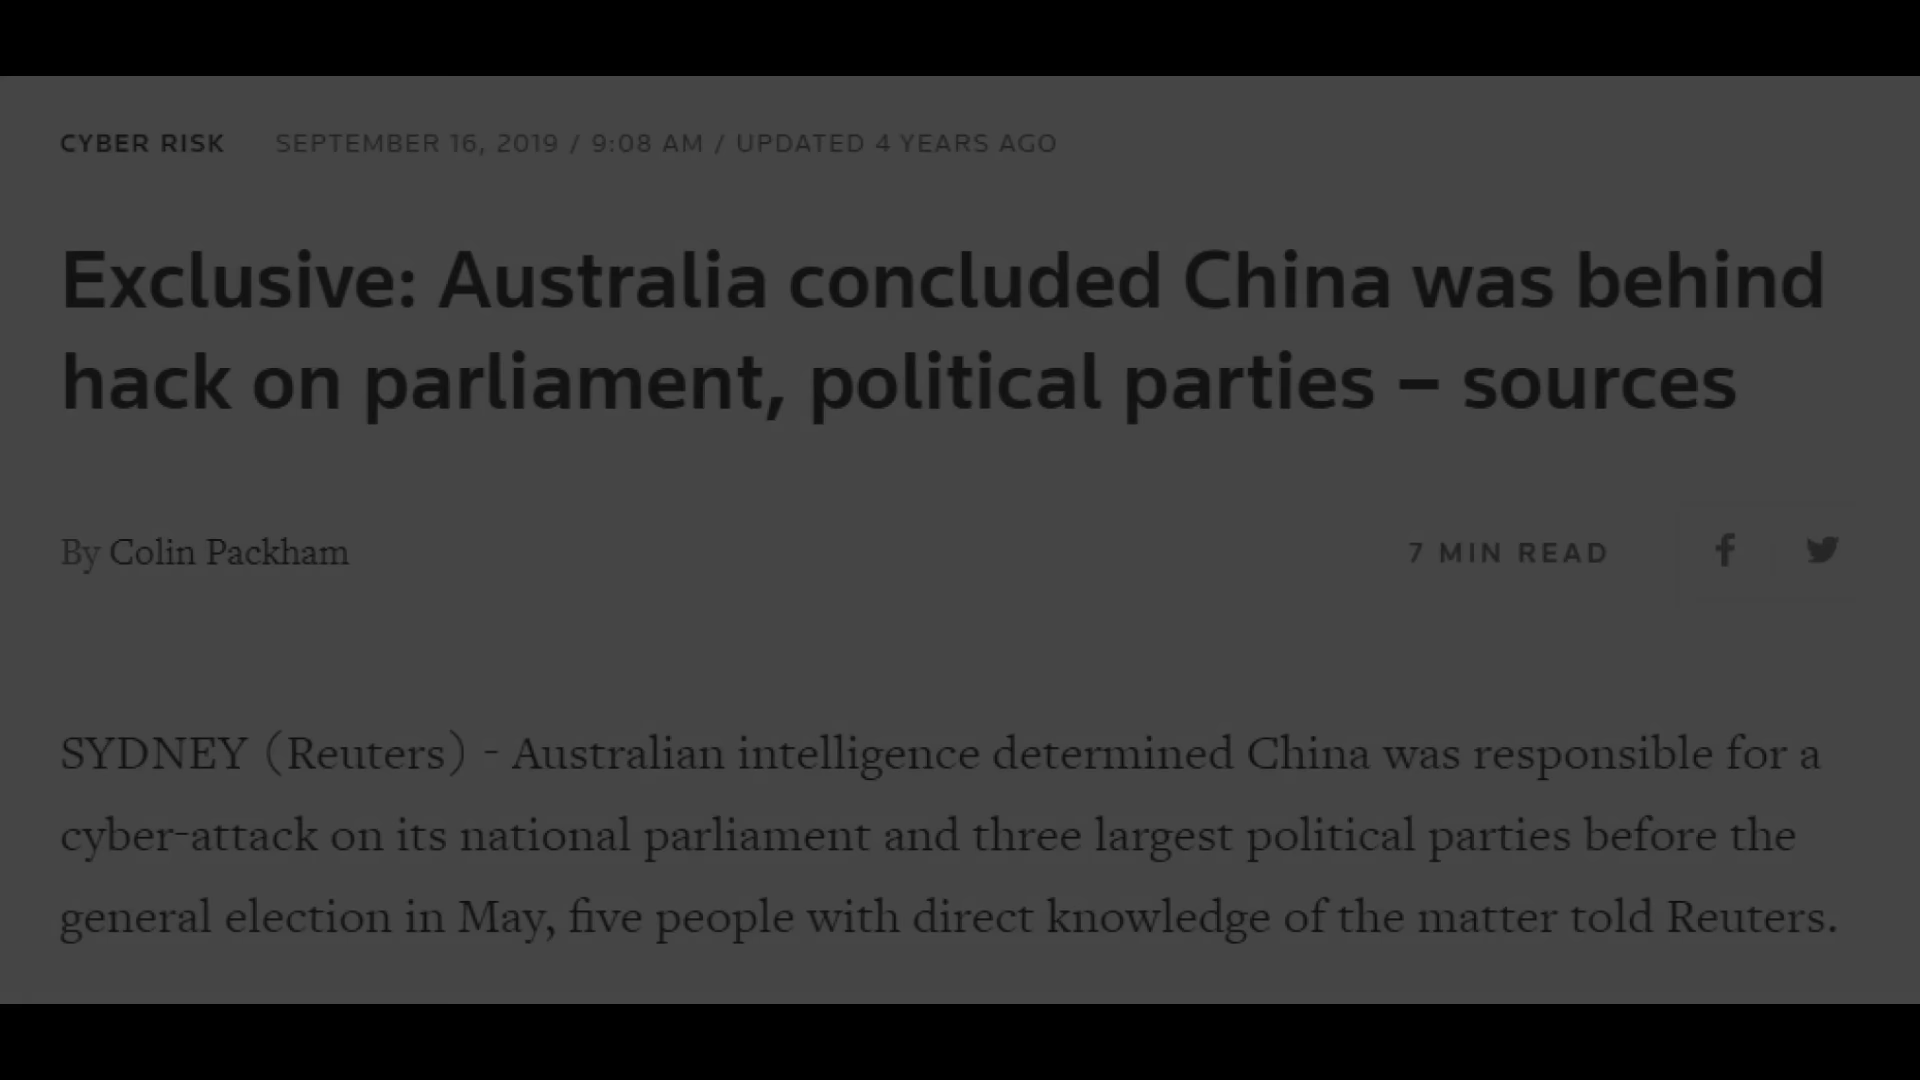 CYBER RISK SEPTEMBER 16, 2019 / 9:08 AM / UPDATED 4 YEARS AGO
Exclusive: Australia concluded China was behind
hack on parliament, political parties – sources
By Colin Packham 7 MIN READ
SYDNEY (Reuters) - Australian intelligence determined China was responsible for a
cyber-attack on its national parliament and three largest political parties before the
general election in May, five people with direct knowledge of the matter told Reuters.